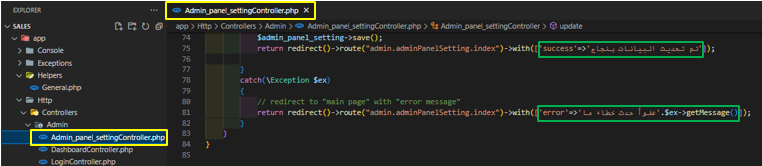 EXPLORER
SALES
app
Console
Exceptions
Helpers
General.php
Http
Controllers
Admin
Admin_panel_settingController.php
DashboardController.php
LoginController.php
Admin_panel_settingController.php
app > Http > Controllers > Admin > Admin_panel_settingController.php > Admin_panel_settingController > update
74 $admin_panel_setting->save();
75 return redirect()->route("admin.adminPanelSetting.index")->with(['success'=>'تم تحديث البيانات بنجاح']);
76
77 }
78 catch(\Exception $ex)
79 {
80 // redirect to "main page" with "error message"
81 return redirect()->route("admin.adminPanelSetting.index")->with(['error'=>'عفواً حدث خطاء ما'.$ex->getMessage()]);
82 }
83 }
84 }